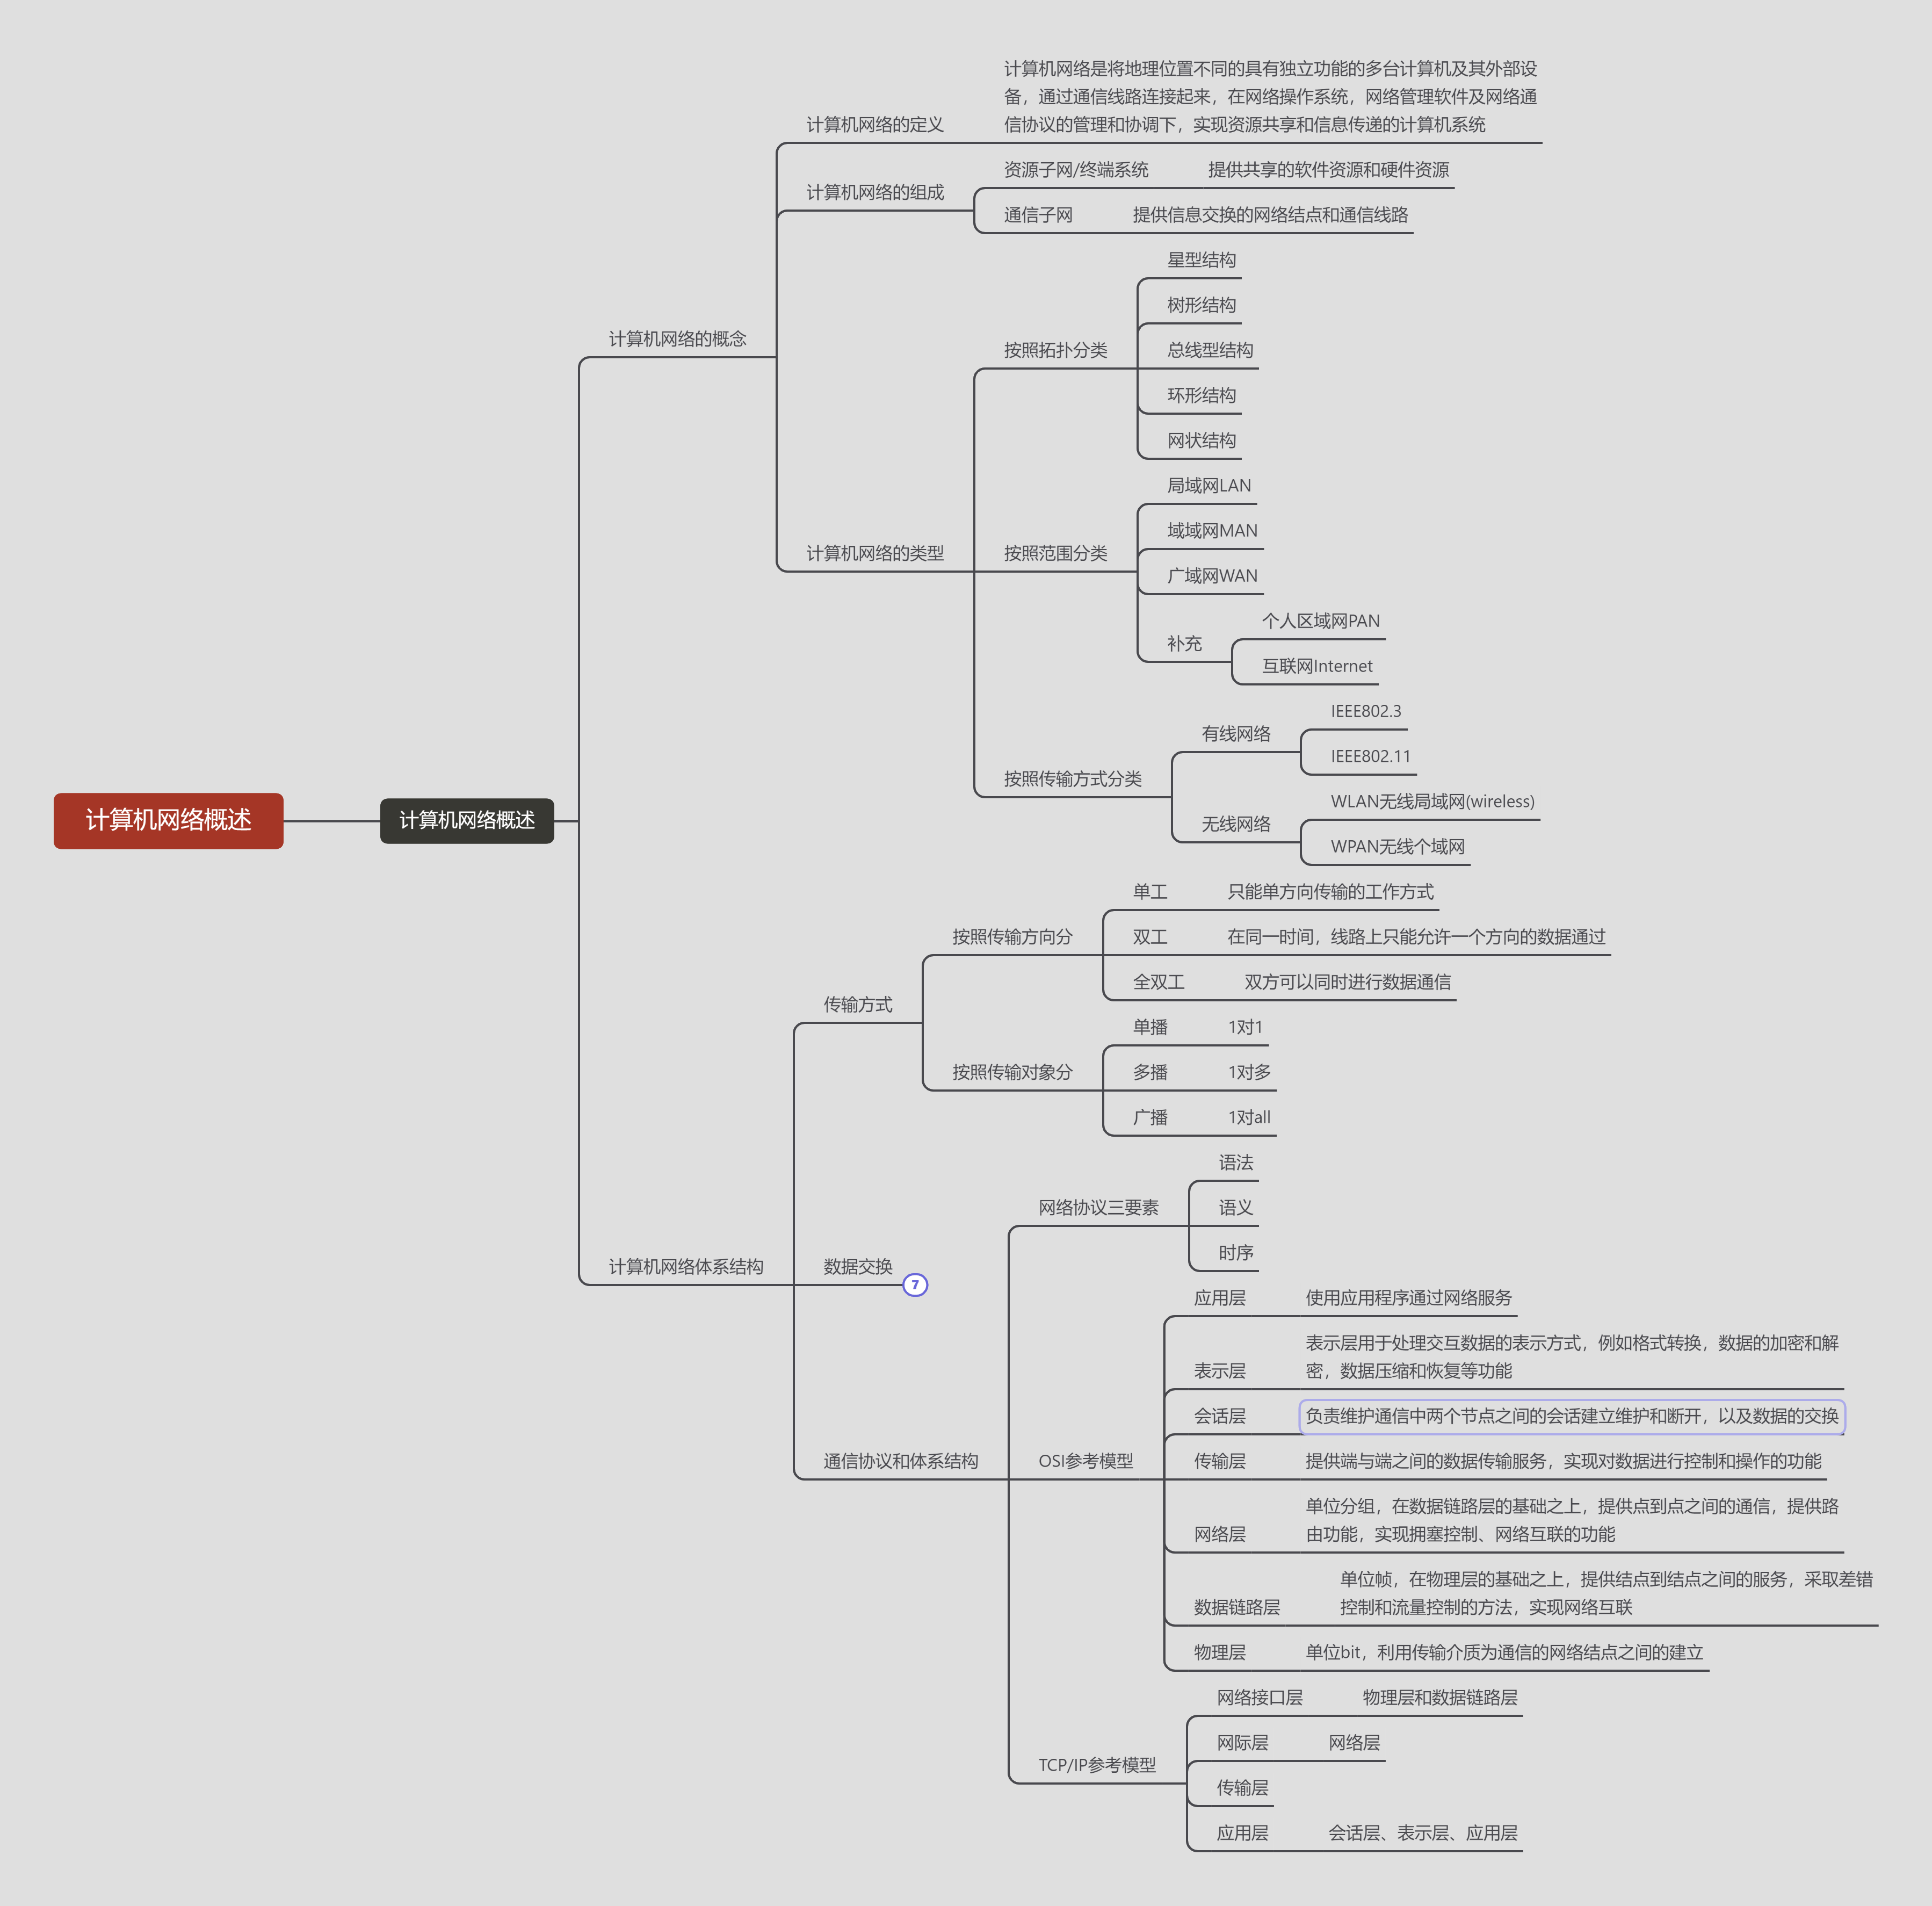 计算机网络概述
计算机网络概述
计算机网络的概念
计算机网络的定义
计算机网络是将地理位置不同的具有独立功能的多台计算机及其外部设
备，通过通信线路连接起来，在网络操作系统，网络管理软件及网络通
信协议的管理和协调下，实现资源共享和信息传递的计算机系统
计算机网络的组成
资源子网/终端系统
提供共享的软件资源和硬件资源
通信子网
提供信息交换的网络结点和通信线路
计算机网络的类型
按照拓扑分类
星型结构
树形结构
总线型结构
环形结构
网状结构
按照范围分类
局域网LAN
域域网MAN
广域网WAN
补充
个人区域网PAN
互联网Internet
按照传输方式分类
有线网络
IEEE802.3
IEEE802.11
无线网络
WLAN无线局域网(wireless)
WPAN无线个域网
计算机网络体系结构
传输方式
按照传输方向分
单工
只能单方向传输的工作方式
双工
在同一时间，线路上只能允许一个方向的数据通过
全双工
双方可以同时进行数据通信
按照传输对象分
单播
1对1
多播
1对多
广播
1对all
数据交换
7
通信协议和体系结构
网络协议三要素
语法
语义
时序
OSI参考模型
应用层
使用应用程序通过网络服务
表示层
表示层用于处理交互数据的表示方式，例如格式转换，数据的加密和解
密，数据压缩和恢复等功能
会话层
负责维护通信中两个节点之间的会话建立维护和断开，以及数据的交换
传输层
提供端与端之间的数据传输服务，实现对数据进行控制和操作的功能
网络层
单位分组，在数据链路层的基础之上，提供点到点之间的通信，提供路
由功能，实现拥塞控制、网络互联的功能
数据链路层
单位帧，在物理层的基础之上，提供结点到结点之间的服务，采取差错
控制和流量控制的方法，实现网络互联
物理层
单位bit，利用传输介质为通信的网络结点之间的建立
TCP/IP参考模型
网络接口层
物理层和数据链路层
网际层
网络层
传输层
应用层
会话层、表示层、应用层